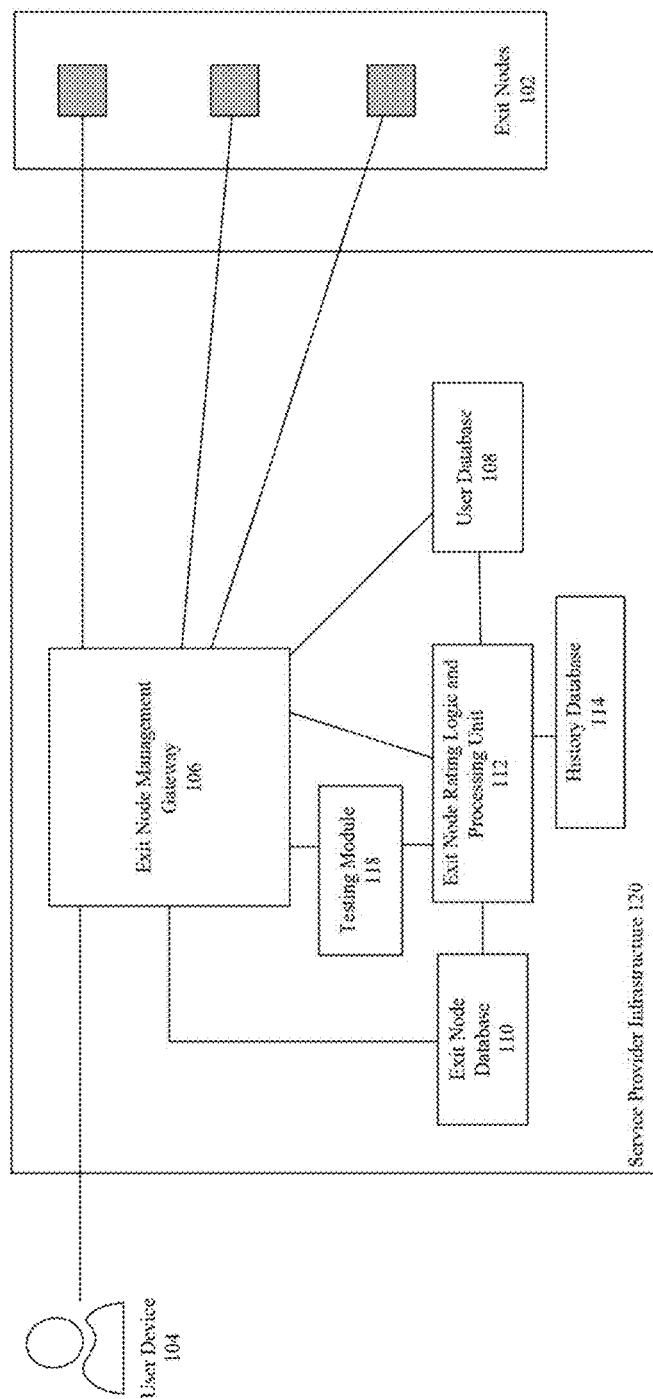 User Device
104
Exit Node Management
Gateway
106
Testing Module
118
Exit Node
Database
110
Exit Node Rating Logic and
Processing Unit
112
User Database
108
History Database
114
Service Provider Infrastructure 120
Exit Nodes
102